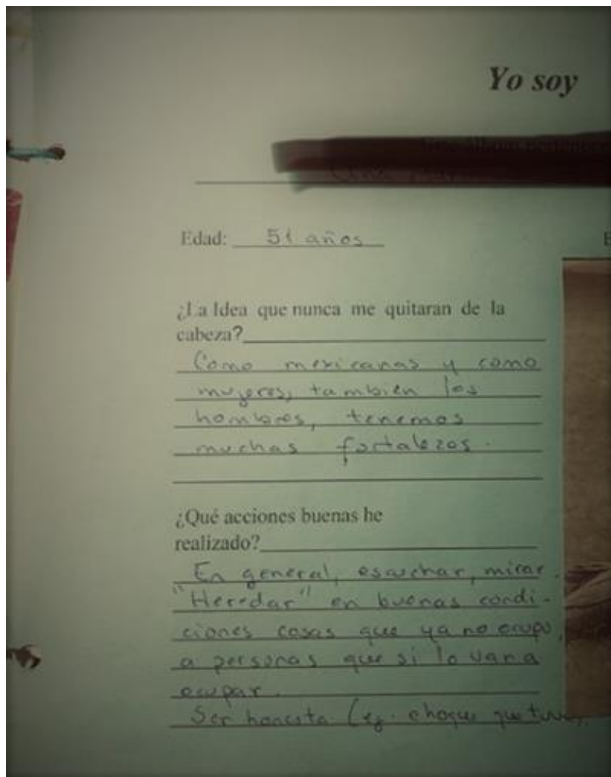 Yo soy
Edad: 51 años
E
¿La Idea que nunca me quitaran de la
cabeza?
Como mexicanas y como
mujeres, tambien los
hombres, tenemos
muchas fortalezas.
¿Qué acciones buenas he
realizado?
En general, escuchar, mirar.
"Heredar" en buenas condi-
ciones cosas que ya no ocupo,
a personas que si lo van a
ocupar.
Ser honesta. (ej. choque que tuve).